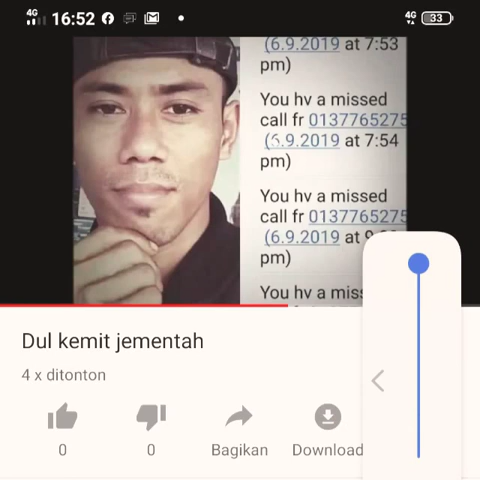 4G 16:52 4G 33
(6.9.2019 at 7:53
pm)
You hv a missed
call fr 0137765275
(6.9.2019 at 7:54
pm)
You hv a missed
call fr 0137765275
(6.9.2019 at
pm)
You hv a
Dul kemit jementah
4 x ditonton
0
0
Bagikan
Download